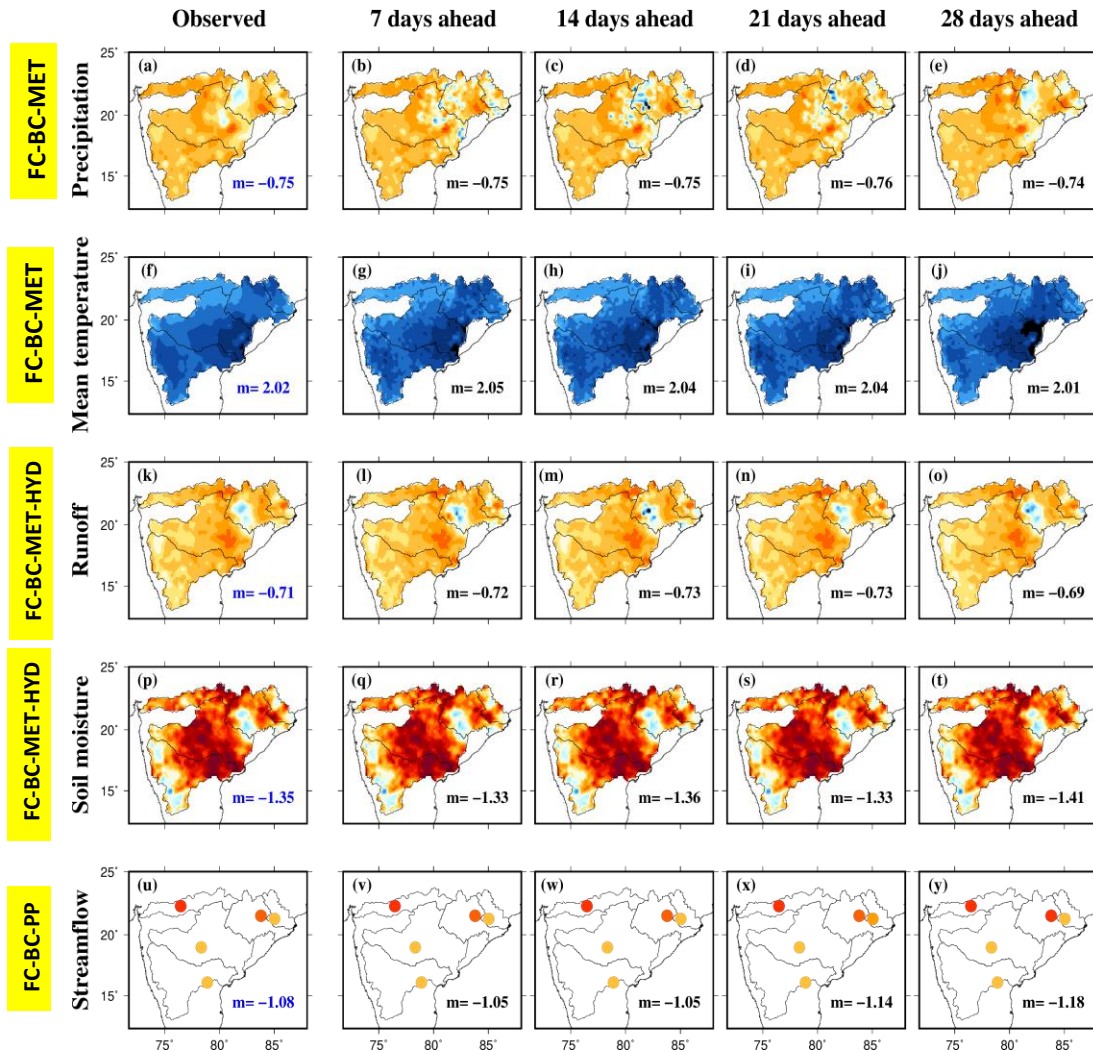 Observed 7 days ahead 14 days ahead 21 days ahead 28 days ahead
FC-BC-MET
Precipitation
25° 20° 15°
(a) (b) (c) (d) (e)
m= −0.75 m= −0.75 m= −0.75 m= −0.76 m= −0.74
FC-BC-MET
Mean temperature
25° 20° 15°
(f) (g) (h) (i) (j)
m= 2.02 m= 2.05 m= 2.04 m= 2.04 m= 2.01
FC-BC-MET-HYD
Runoff
25° 20° 15°
(k) (l) (m) (n) (o)
m= −0.71 m= −0.72 m= −0.73 m= −0.73 m= −0.69
FC-BC-MET-HYD
Soil moisture
25° 20° 15°
(p) (q) (r) (s) (t)
m= −1.35 m= −1.33 m= −1.36 m= −1.33 m= −1.41
FC-BC-PP
Streamflow
25° 20° 15°
(u) (v) (w) (x) (y)
m= −1.08 m= −1.05 m= −1.05 m= −1.14 m= −1.18
75° 80° 85° 75° 80° 85° 75° 80° 85° 75° 80° 85° 75° 80° 85°